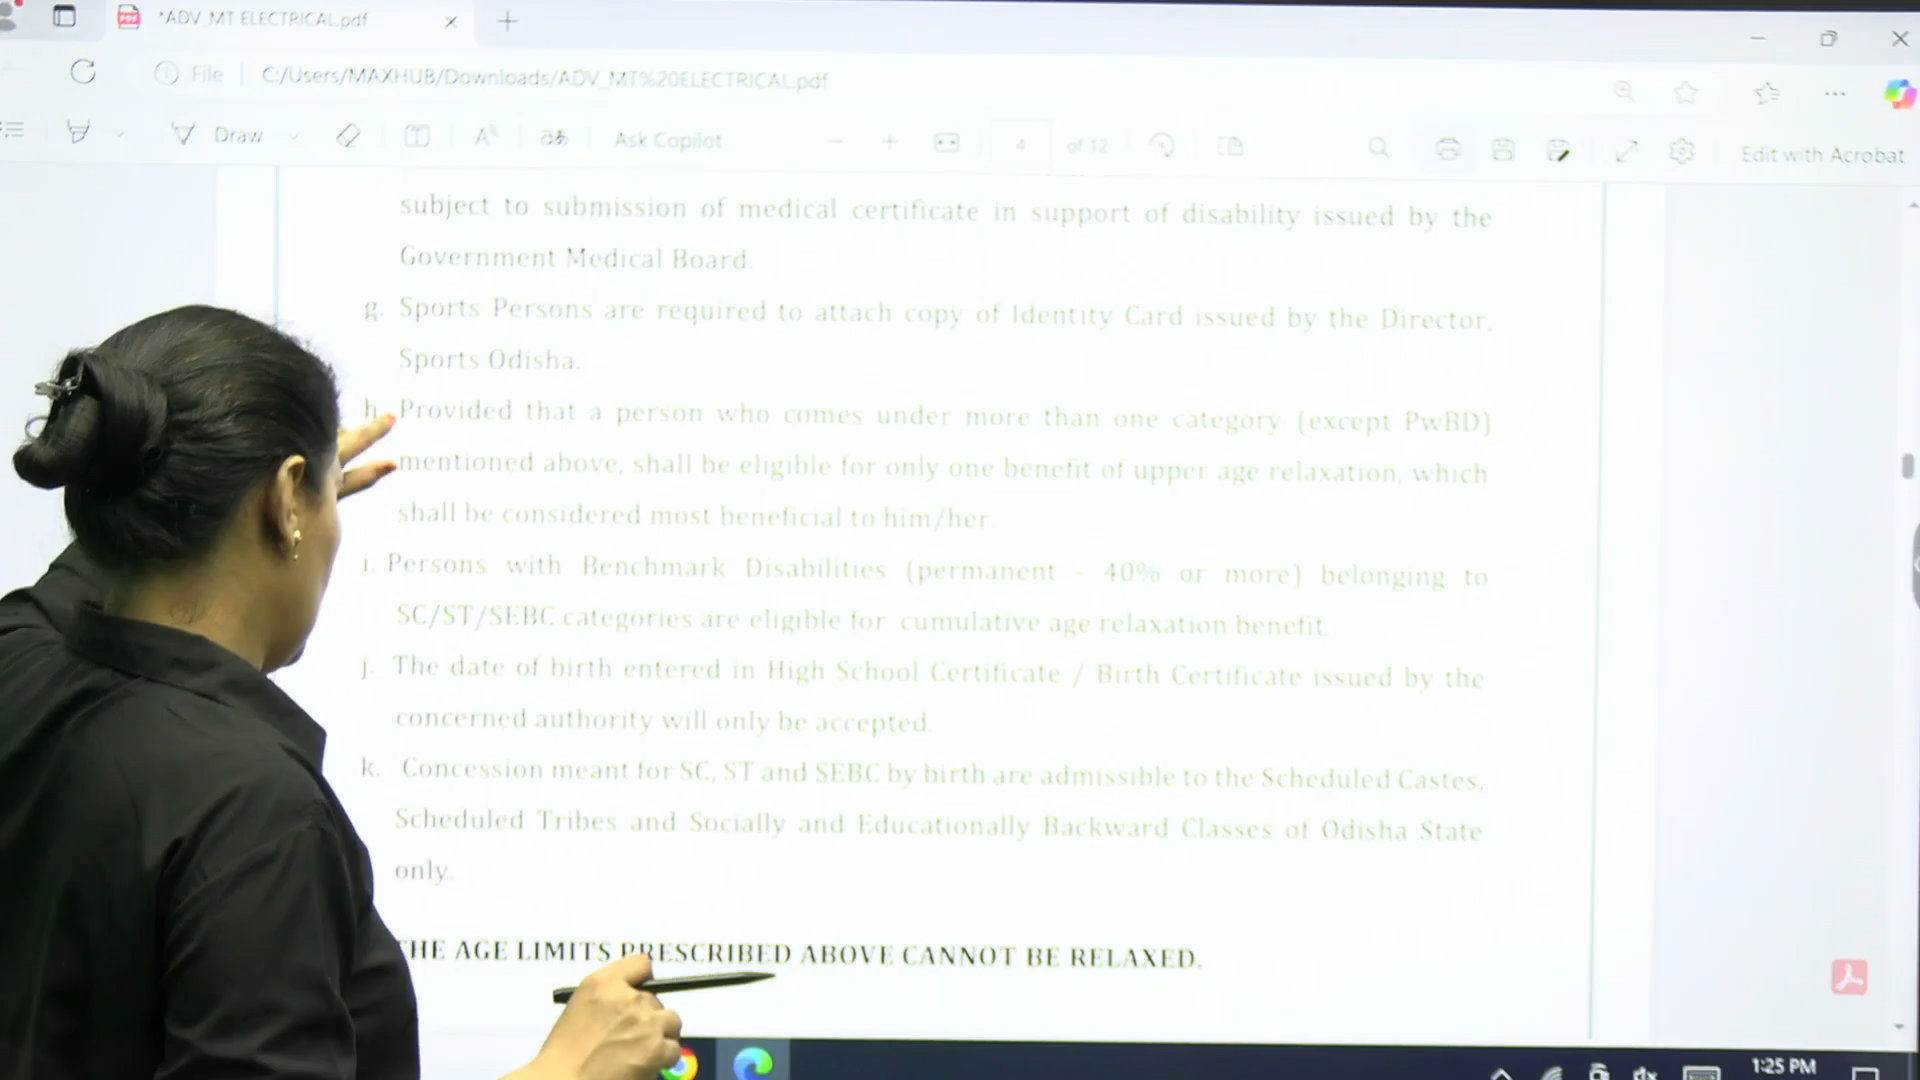 *ADV_MT ELECTRICAL.pdf
File
C:/Users/MAXHUB/Downloads/ADV_MT%20ELECTRICAL.pdf
Draw
Ask Copilot
4
of 12
Edit with Acrobat
subject to submission of medical certificate in support of disability issued by the
Government Medical Board.
g. Sports Persons are required to attach copy of Identity Card issued by the Director,
Sports Odisha.
h. Provided that a person who comes under more than one category (except PwBD)
mentioned above, shall be eligible for only one benefit of upper age relaxation, which
shall be considered most beneficial to him/her.
i. Persons with Benchmark Disabilities (permanent - 40% or more) belonging to
SC/ST/SEBC categories are eligible for cumulative age relaxation benefit.
j. The date of birth entered in High School Certificate / Birth Certificate issued by the
concerned authority will only be accepted.
k. Concession meant for SC, ST and SEBC by birth are admissible to the Scheduled Castes,
Scheduled Tribes and Socially and Educationally Backward Classes of Odisha State
only.
HE AGE LIMITS PRESCRIBED ABOVE CANNOT BE RELAXED.
1:25 PM